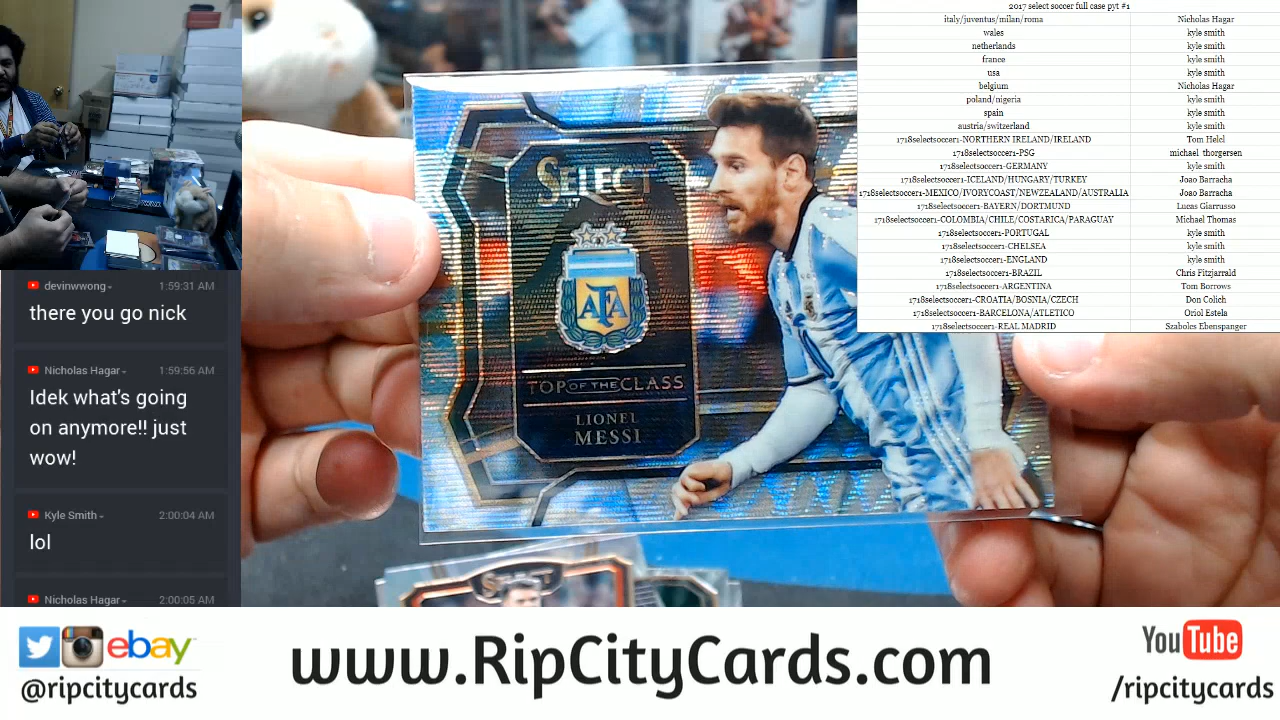 2017 select soccer full case pyt #1
italy/juventus/milan/roma Nicholas Hagar
wales kyle smith
netherlands kyle smith
france kyle smith
usa kyle smith
belgium Nicholas Hagar
poland/nigeria kyle smith
spain kyle smith
austria/switzerland kyle smith
1718selectsoccer1-NORTHERN IRELAND/IRELAND Tom Helel
1718selectsoccer1-PSG michael thorgersen
1718selectsoccer1-GERMANY kyle smith
1718selectsoccer1-ICELAND/HUNGARY/TURKEY Joao Barracha
1718selectsoccer1-MEXICO/IVORYCOAST/NEWZEALAND/AUSTRALIA Joao Barracha
1718selectsoccer1-BAYERN/DORTMUND Lucas Giarrusso
1718selectsoccer1-COLOMBIA/CHILE/COSTARICA/PARAGUAY Michael Thomas
1718selectsoccer1-PORTUGAL kyle smith
1718selectsoccer1-CHELSEA kyle smith
1718selectsoccer1-ENGLAND kyle smith
1718selectsoccer1-BRAZIL Chris Fitzjarrald
1718selectsoccer1-ARGENTINA Tom Borrows
1718selectsoccer1-CROATIA/BOSNIA/CZECH Dou Colich
1718selectsoccer1-BARCELONA/ATLETICO Oriol Estela
1718selectsoccer1-REAL MADRID Szabolcs Ebenspanger
SELECT
AFA
TOP OF THE CLASS
LIONEL
MESSI
SELECT
devinwwong 1:59:31 AM
there you go nick
Nicholas Hagar 1:59:56 AM
Idek what's going
on anymore!! just
wow!
Kyle Smith 2:00:04 AM
lol
Nicholas Hagar 2:00:05 AM
ebay
@ripcitycards
www.RipCityCards.com
YouTube
/ripcitycards